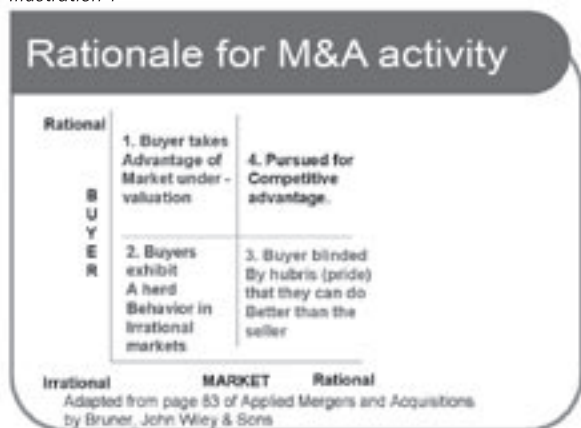 Illustration 4
Rationale for M&A activity
Rational
1. Buyer takes
Advantage of
Market under -
valuation
4. Pursued for
Competitive
advantage.
B
U
Y
E
R
2. Buyers
exhibit
A herd
Behavior in
Irrational
markets
3. Buyer blinded
By hubris (pride)
that they can do
Better than the
seller
Irrational
MARKET
Rational
Adapted from page 83 of Applied Mergers and Acquisitions
by Bruner, John Wiley & Sons